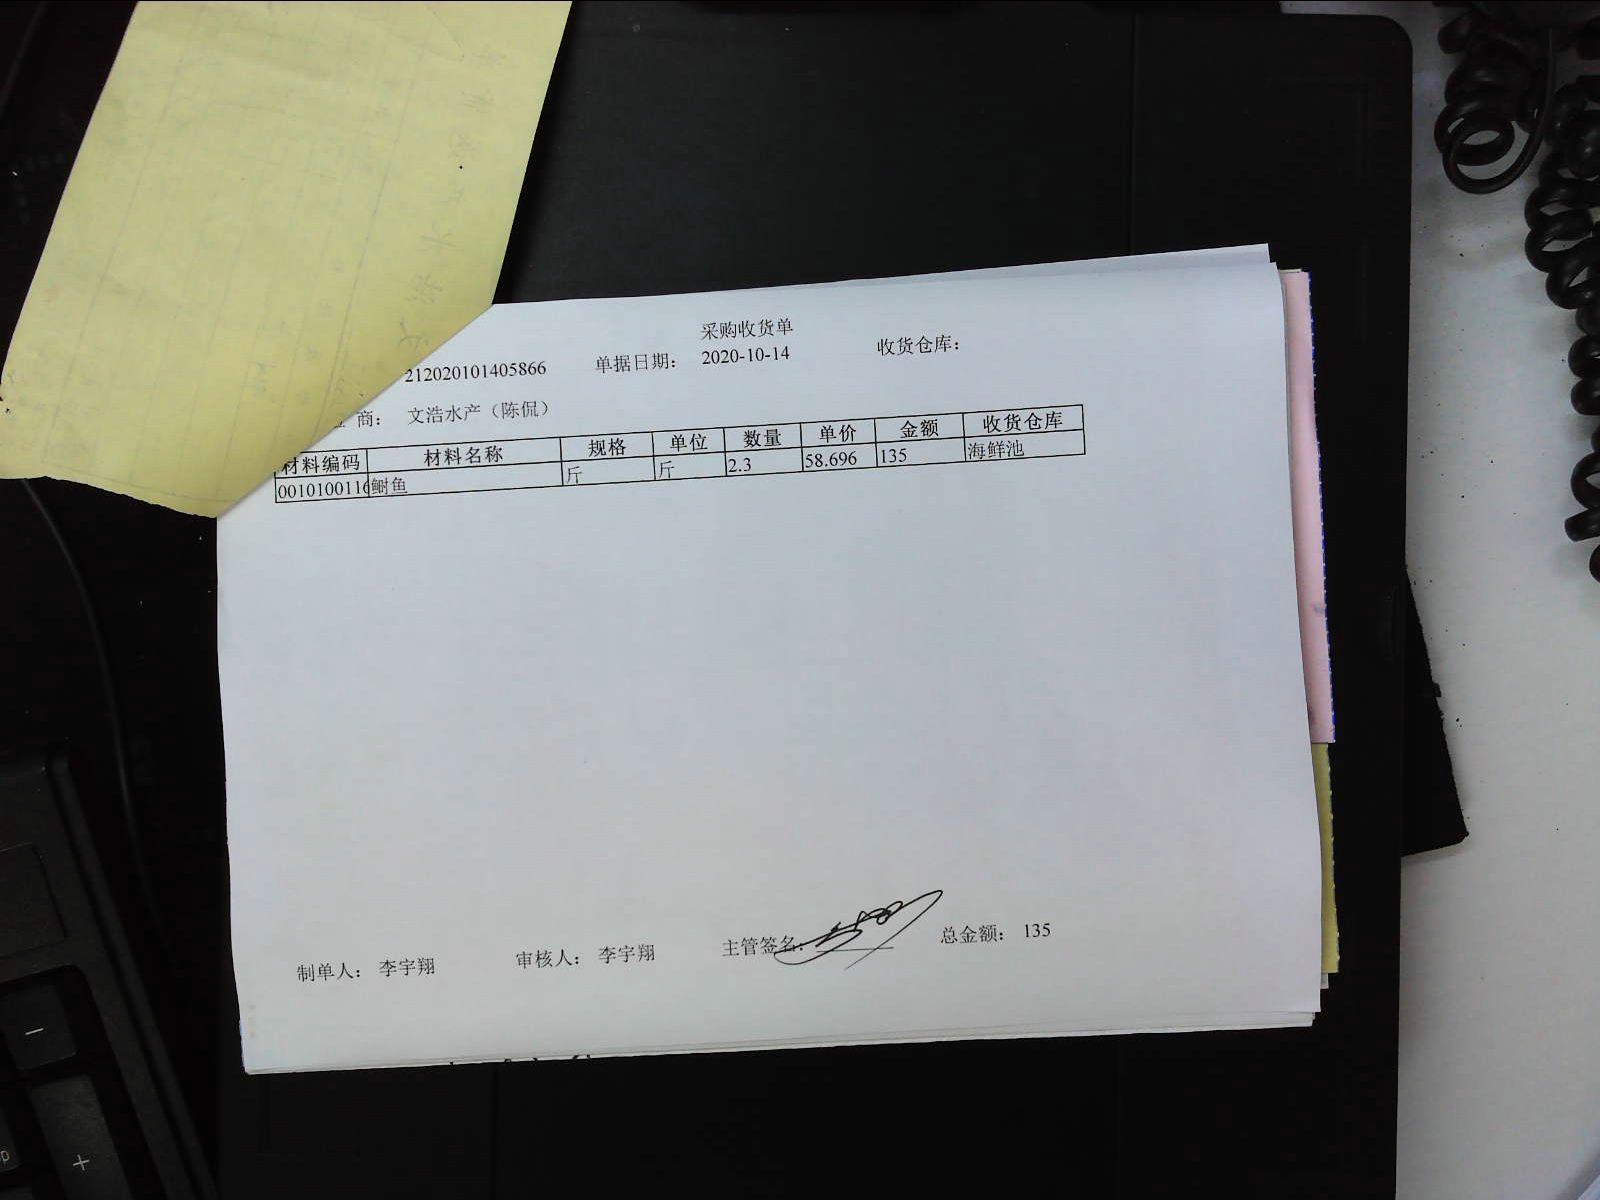 采购收货单
212020101405866 单据日期： 2020-10-14 收货仓库：
商： 文浩水产（陈侃）
材料编码 材料名称 规格 单位 数量 单价 金额 收货仓库
0010100116 鲥鱼 斤 斤 2.3 58.696 135 海鲜池
制单人： 李宇翔 审核人： 李宇翔 主管签名： 总金额： 135